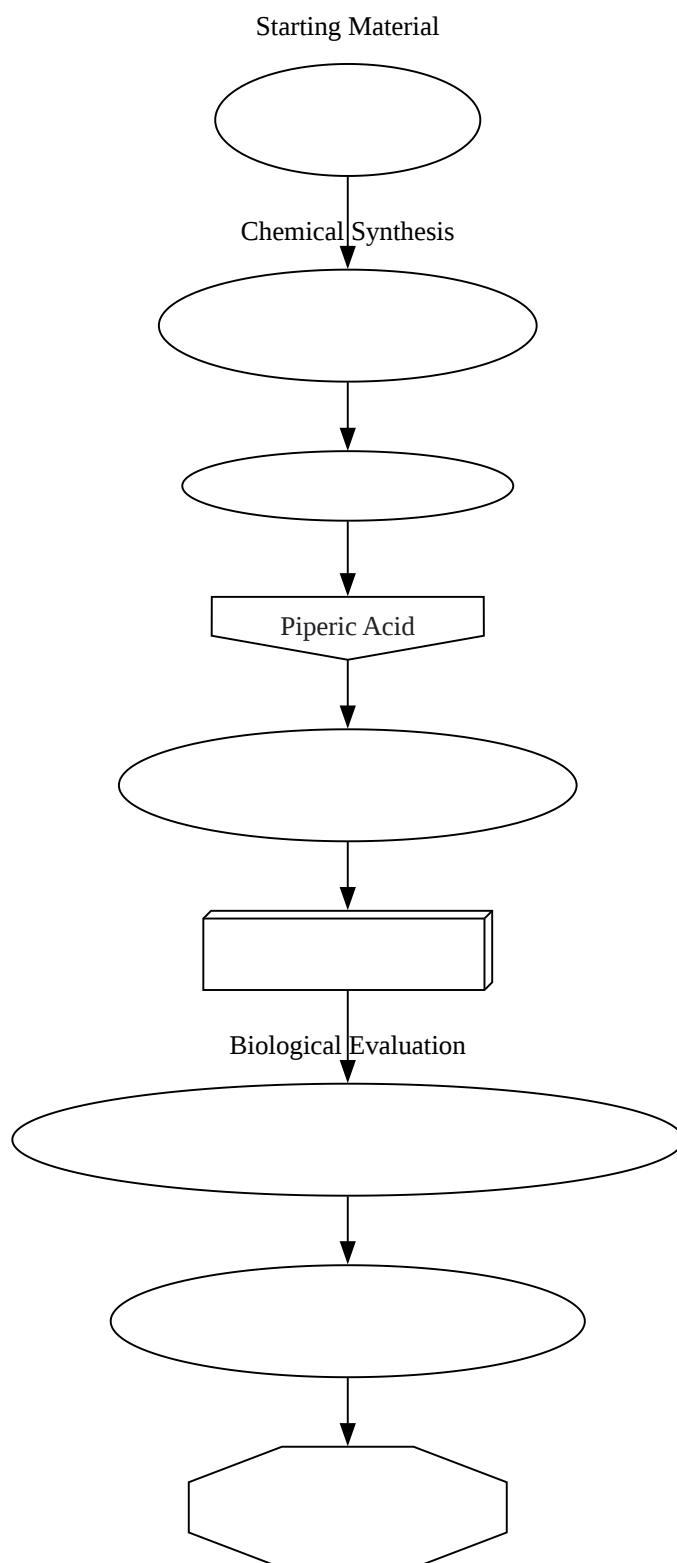 Starting Material
Chemical Synthesis
Piperic Acid
Biological Evaluation